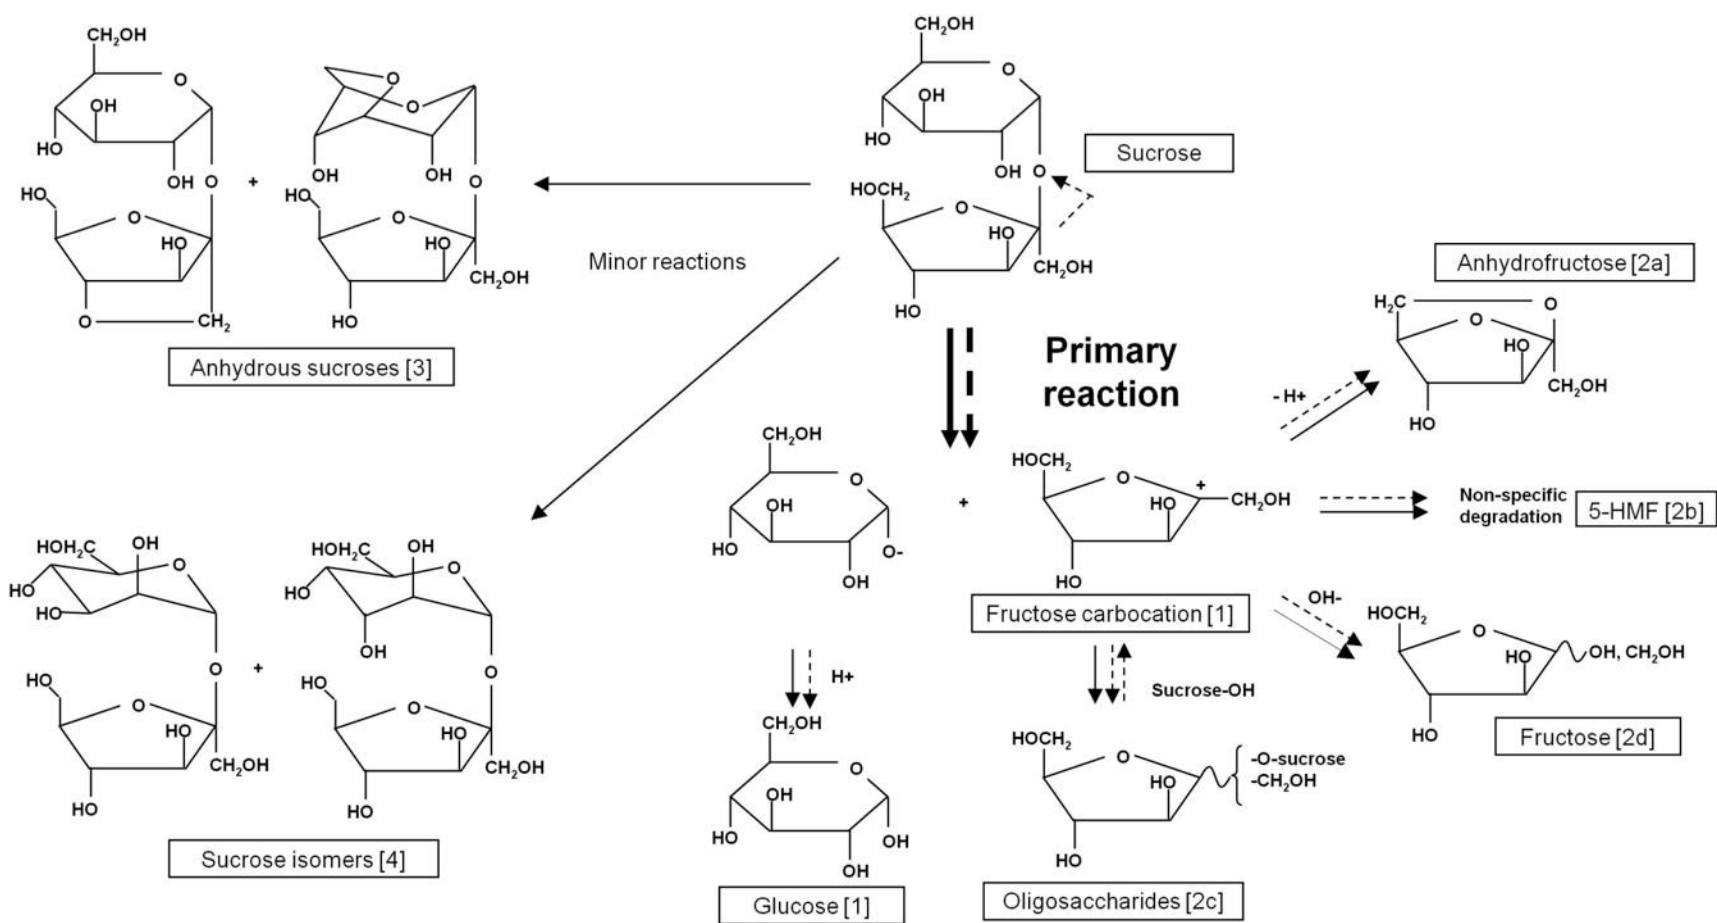 CH2OH
O
OH
HO
OH
O
HO
O
HO
O
CH2
+
O
O
OH
OH
O
HO
O
HO
CH2OH
HO
Anhydrous sucroses [3]
Minor reactions
CH2OH
O
OH
HO
OH
O
HOCH2
O
HO
CH2OH
HO
Sucrose
Primary
reaction
Anhydrofructose [2a]
H2C
O
O
HO
CH2OH
HO
- H+
CH2OH
O
OH
HO
O-
OH
+
HOCH2
O
+
HO
CH2OH
HO
Fructose carbocation [1]
Non-specific
degradation
5-HMF [2b]
OH-
HOCH2
O
HO
OH, CH2OH
HO
Fructose [2d]
HOH2C
OH
O
HO
HO
O
HO
O
HO
CH2OH
HO
+
HOH2C
OH
O
HO
OH
O
HO
O
HO
CH2OH
HO
Sucrose isomers [4]
H+
CH2OH
O
OH
HO
OH
OH
Glucose [1]
Sucrose-OH
HOCH2
O
HO
-O-sucrose
-CH2OH
HO
Oligosaccharides [2c]